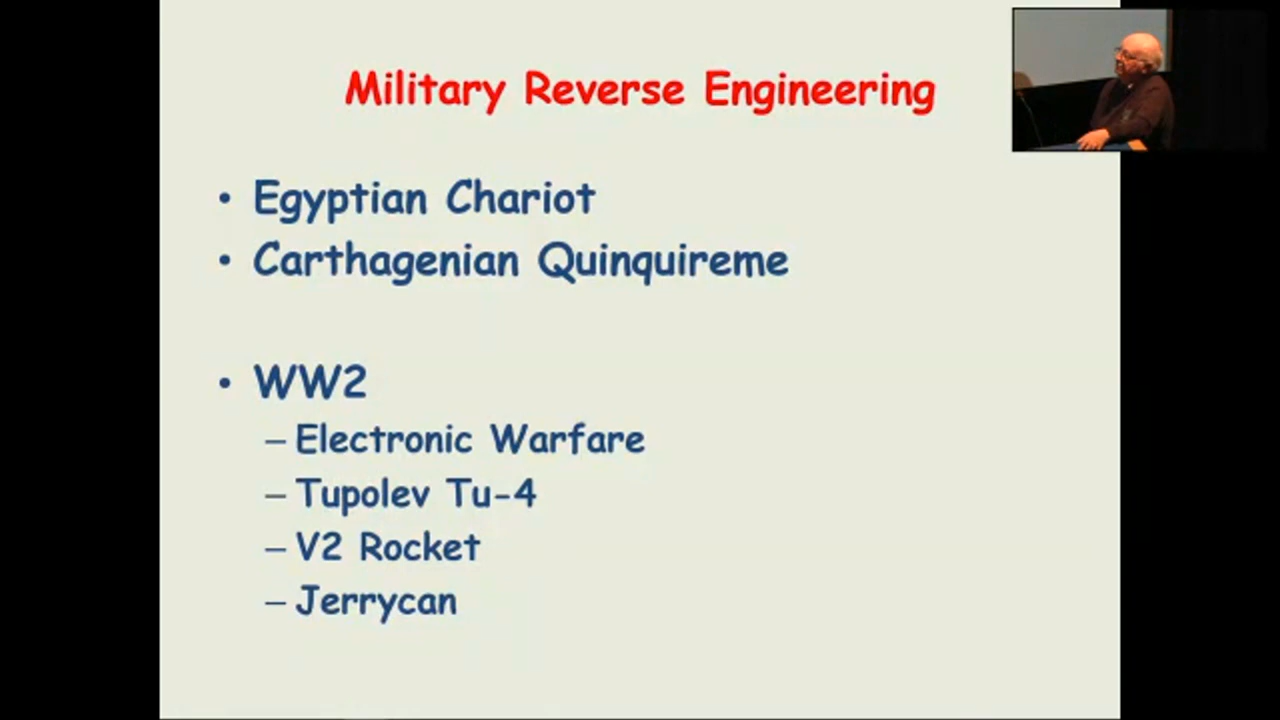 Military Reverse Engineering
• Egyptian Chariot
• Carthagenian Quinquireme
• WW2
– Electronic Warfare
– Tupolev Tu-4
– V2 Rocket
– Jerrycan